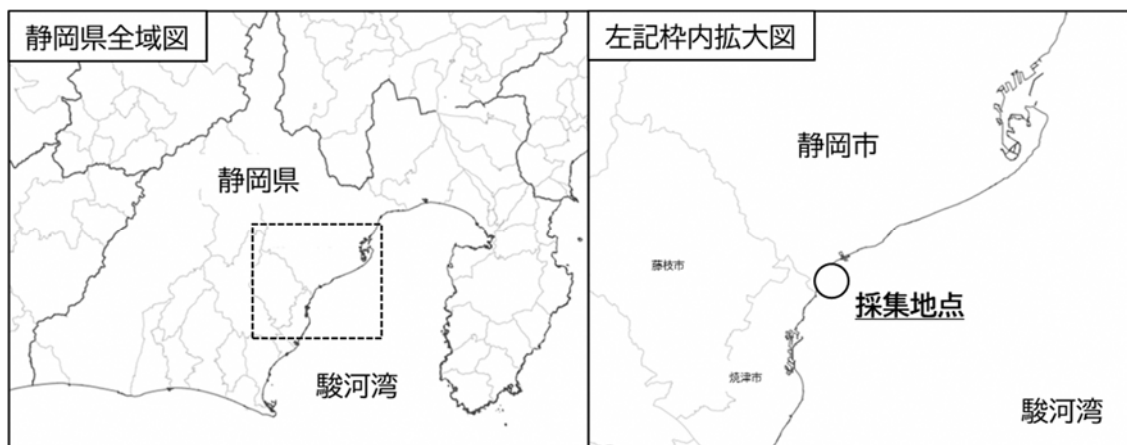 静岡県全域図
静岡県
駿河湾
左記枠内拡大図
静岡市
藤枝市
採集地点
焼津市
駿河湾